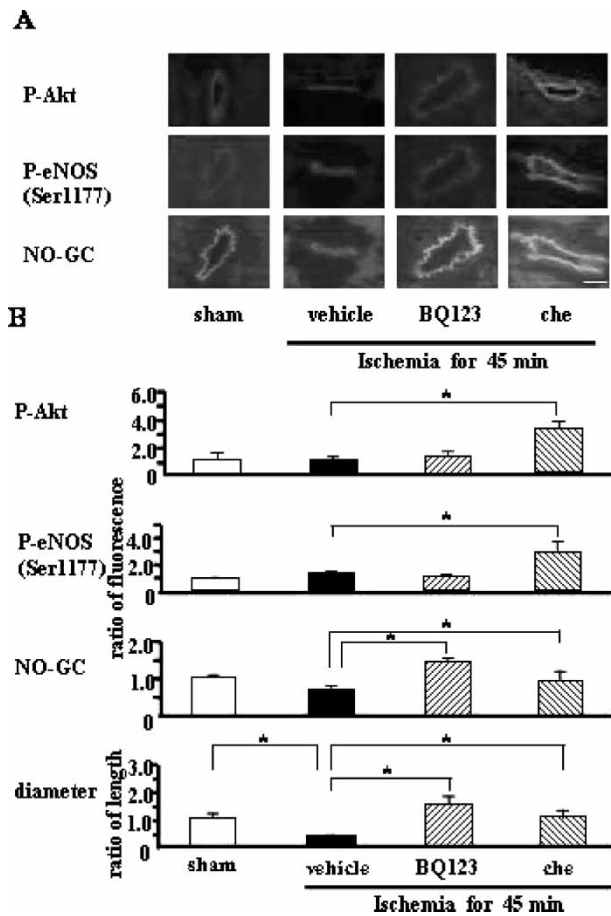 A
P-Akt
P-eNOS
(Ser1177)
NO-GC
sham vehicle BQ123 che
Ischemia for 45 min
B
P-Akt
6.0
4.0
2.0
0
*
P-eNOS
(Ser1177)
4.0
2.0
0
*
ratio of fluorescence
NO-GC
2.0
1.0
0
*
*
diameter
ratio of length
3.0
2.0
1.0
0
*
*
*
sham vehicle BQ123 che
Ischemia for 45 min